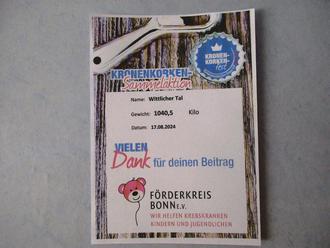 KRONENKORKEN-
Sammelaktion
KRONEN-
KORKEN-
fest
Name: Wittlicher Tal
Gewicht: 1040,5 Kilo
Datum: 17.08.2024
VIELEN
Dank für deinen Beitrag
FÖRDERKREIS
BONN E.V.
WIR HELFEN KREBSKRANKEN
KINDERN UND JUGENDLICHEN